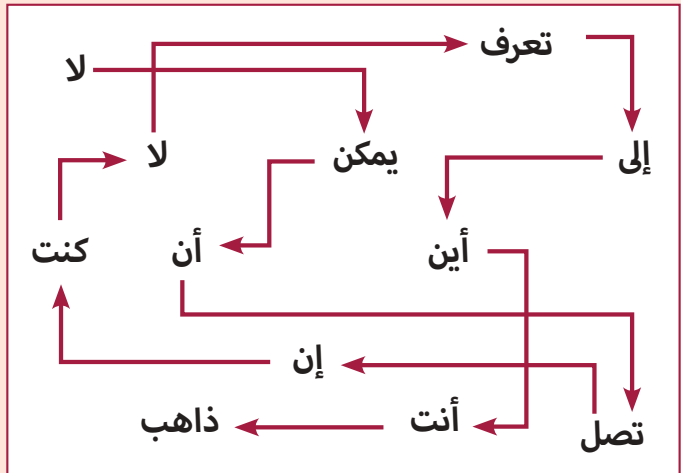 لا يمكن أن تصل إن كنت لا تعرف إلى أين أنت ذاهب